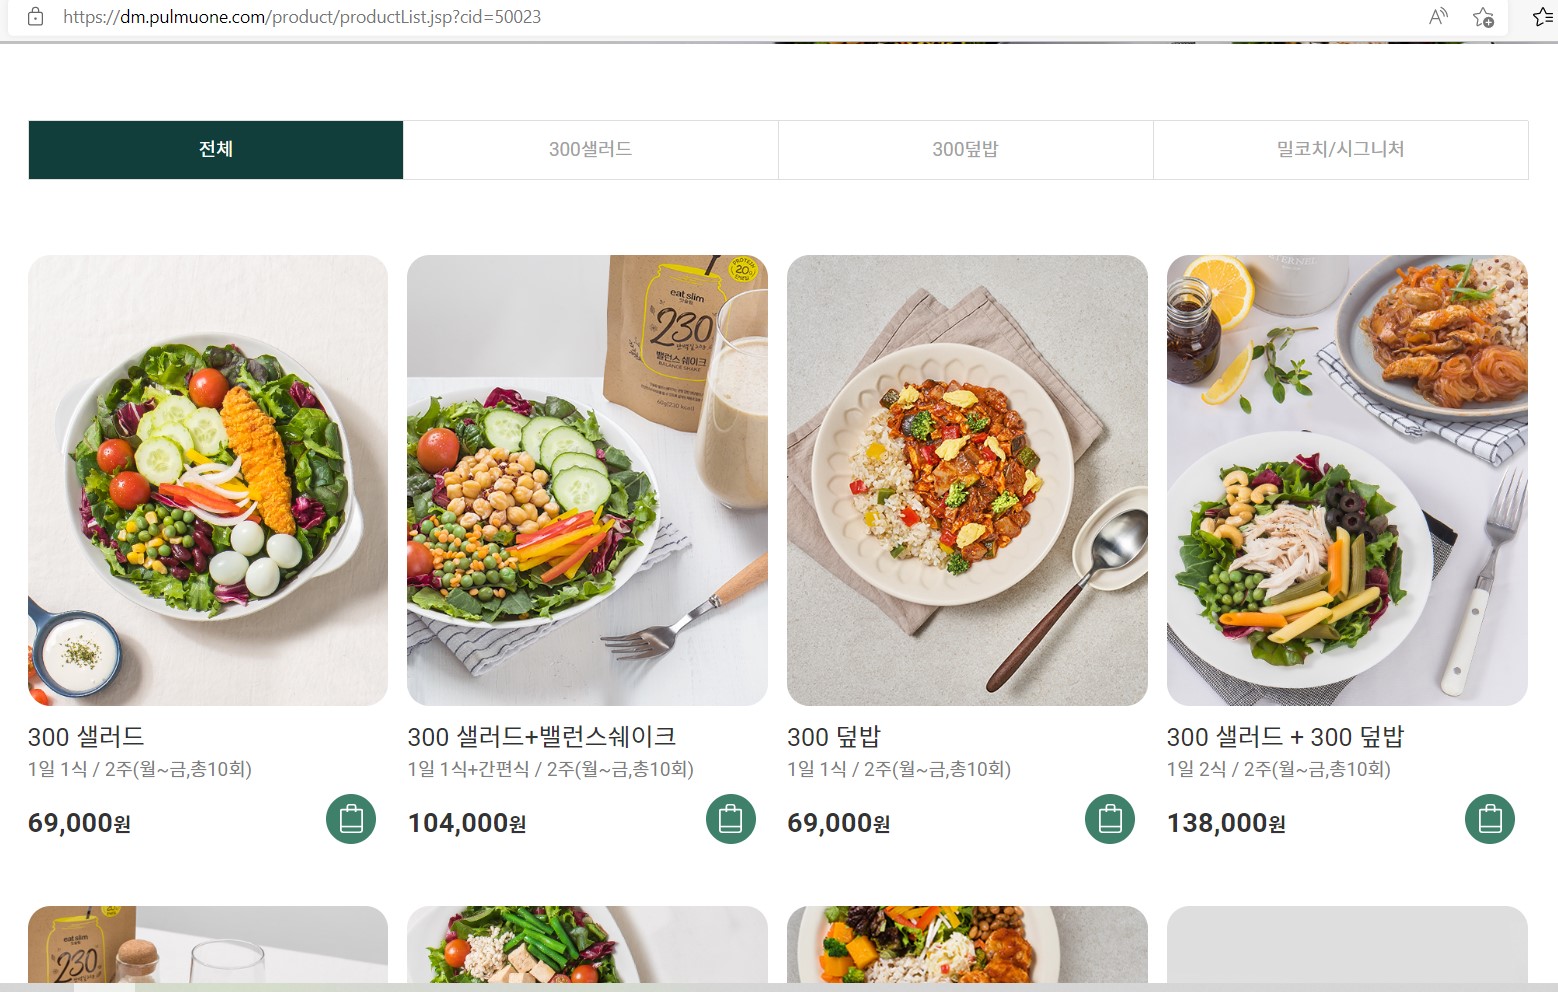 https://dm.pulmuone.com/product/productList.jsp?cid=50023
전체
300샐러드
300덮밥
밀코치/시그니처
PROTEIN
20g
eat slim
230
밸런스쉐이크
BALANCE SHAKE
300 샐러드
1일 1식 / 2주(월~금,총10회)
69,000원
300 샐러드+밸런스쉐이크
1일 1식+간편식 / 2주(월~금,총10회)
104,000원
300 덮밥
1일 1식 / 2주(월~금,총10회)
69,000원
300 샐러드 + 300 덮밥
1일 2식 / 2주(월~금,총10회)
138,000원
eat slim
230